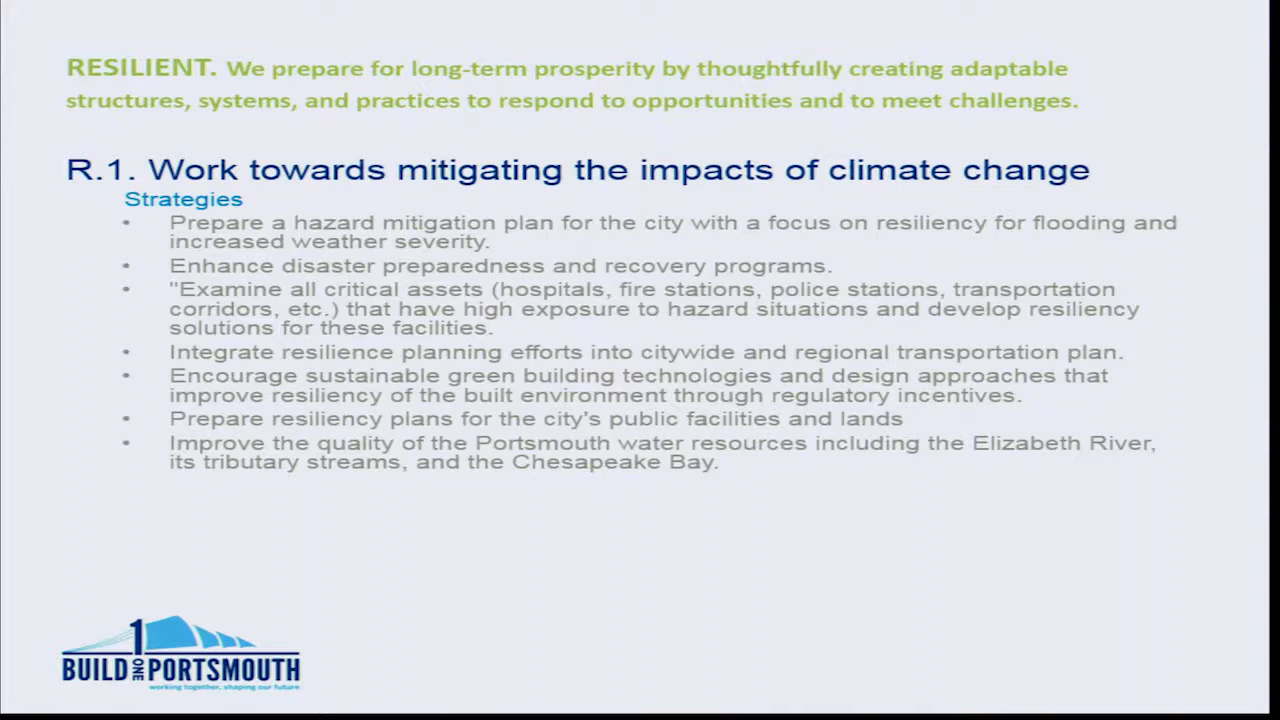 RESILIENT. We prepare for long-term prosperity by thoughtfully creating adaptable
structures, systems, and practices to respond to opportunities and to meet challenges.
R.1. Work towards mitigating the impacts of climate change
Strategies
• Prepare a hazard mitigation plan for the city with a focus on resiliency for flooding and
increased weather severity.
• Enhance disaster preparedness and recovery programs.
• "Examine all critical assets (hospitals, fire stations, police stations, transportation
corridors, etc.) that have high exposure to hazard situations and develop resiliency
solutions for these facilities.
• Integrate resilience planning efforts into citywide and regional transportation plan.
• Encourage sustainable green building technologies and design approaches that
improve resiliency of the built environment through regulatory incentives.
• Prepare resiliency plans for the city's public facilities and lands
• Improve the quality of the Portsmouth water resources including the Elizabeth River,
its tributary streams, and the Chesapeake Bay.
1
BUILD ONE PORTSMOUTH
working together, shaping our future